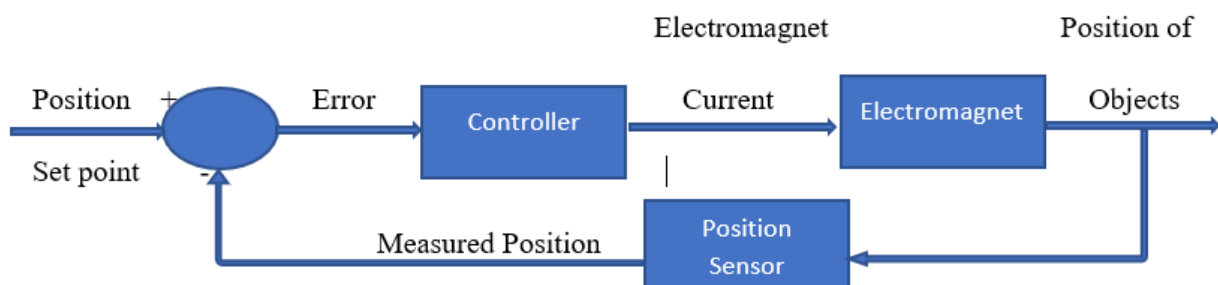 Electromagnet
Position of
Position +
Error
Controller
Current
Electromagnet
Objects
Set point -
|
Measured Position
Position
Sensor